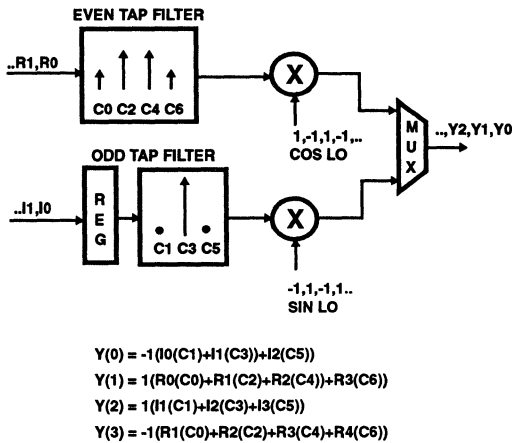 EVEN TAP FILTER
..R1,R0
C0 C2 C4 C6
X
1,-1,1,-1,..
COS LO
MUX
..,Y2,Y1,Y0
ODD TAP FILTER
..I1,I0
REG
C1 C3 C5
X
-1,1,-1,1..
SIN LO
Y(0) = -1(I0(C1)+I1(C3))+I2(C5))
Y(1) = 1(R0(C0)+R1(C2)+R2(C4))+R3(C6))
Y(2) = 1(I1(C1)+I2(C3)+I3(C5))
Y(3) = -1(R1(C0)+R2(C2)+R3(C4)+R4(C6))